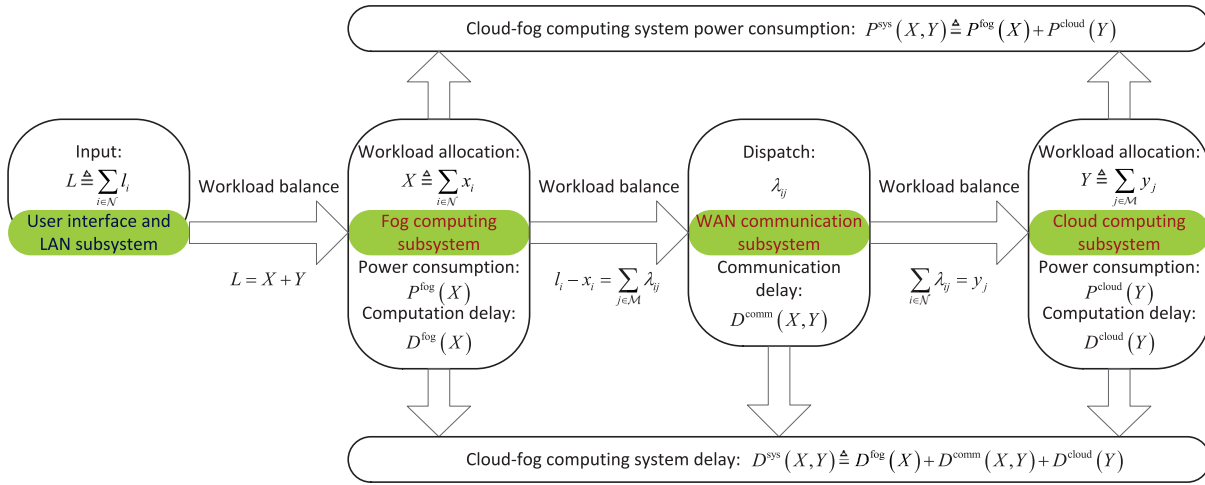 Cloud-fog computing system power consumption: P^sys (X,Y) ≜ P^fog (X) + P^cloud (Y)
Input:
L ≜ ∑_{i∈𝒩} l_i
User interface and
LAN subsystem
Workload balance
L = X + Y
Workload allocation:
X ≜ ∑_{i∈𝒩} x_i
Fog computing
subsystem
Power consumption:
P^fog (X)
Computation delay:
D^fog (X)
Workload balance
l_i − x_i = ∑_{j∈ℳ} λ_ij
Dispatch:
λ_ij
WAN communication
subsystem
Communication
delay:
D^comm (X,Y)
Workload balance
∑_{i∈𝒩} λ_ij = y_j
Workload allocation:
Y ≜ ∑_{j∈ℳ} y_j
Cloud computing
subsystem
Power consumption:
P^cloud (Y)
Computation delay:
D^cloud (Y)
Cloud-fog computing system delay: D^sys (X,Y) ≜ D^fog (X) + D^comm (X,Y) + D^cloud (Y)